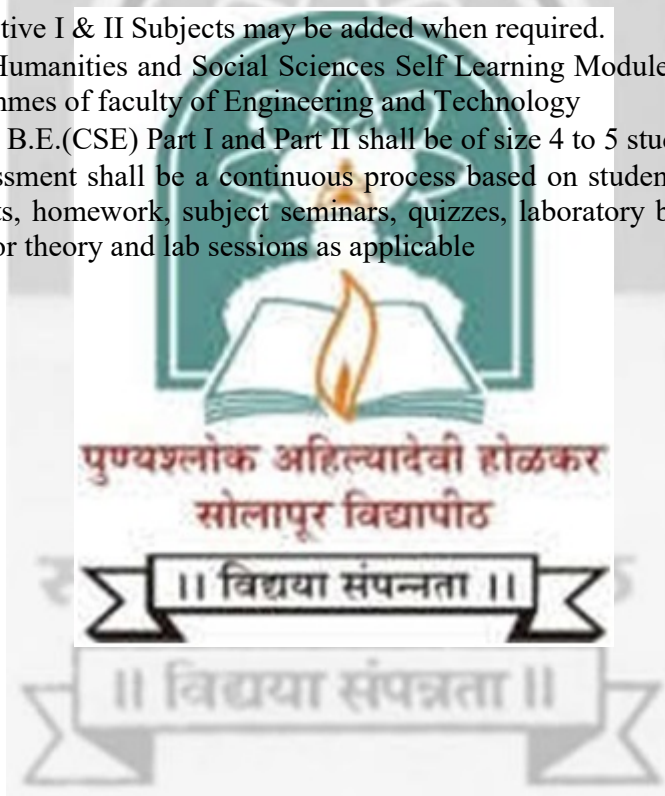 tive I & II Subjects may be added when required.
Humanities and Social Sciences Self Learning Module
mmes of faculty of Engineering and Technology
B.E.(CSE) Part I and Part II shall be of size 4 to 5 stu
ssment shall be a continuous process based on studen
ts, homework, subject seminars, quizzes, laboratory b
or theory and lab sessions as applicable
पुण्यश्लोक अहिल्यादेवी होळकर
सोलापूर विद्यापीठ
।। विद्यया संपन्नता ।।
।। विद्यया संपन्नता ।।